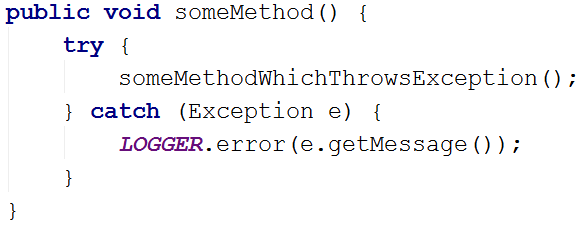 public void someMethod() {
    try {
        someMethodWhichThrowsException();
    } catch (Exception e) {
        LOGGER.error(e.getMessage());
    }
}